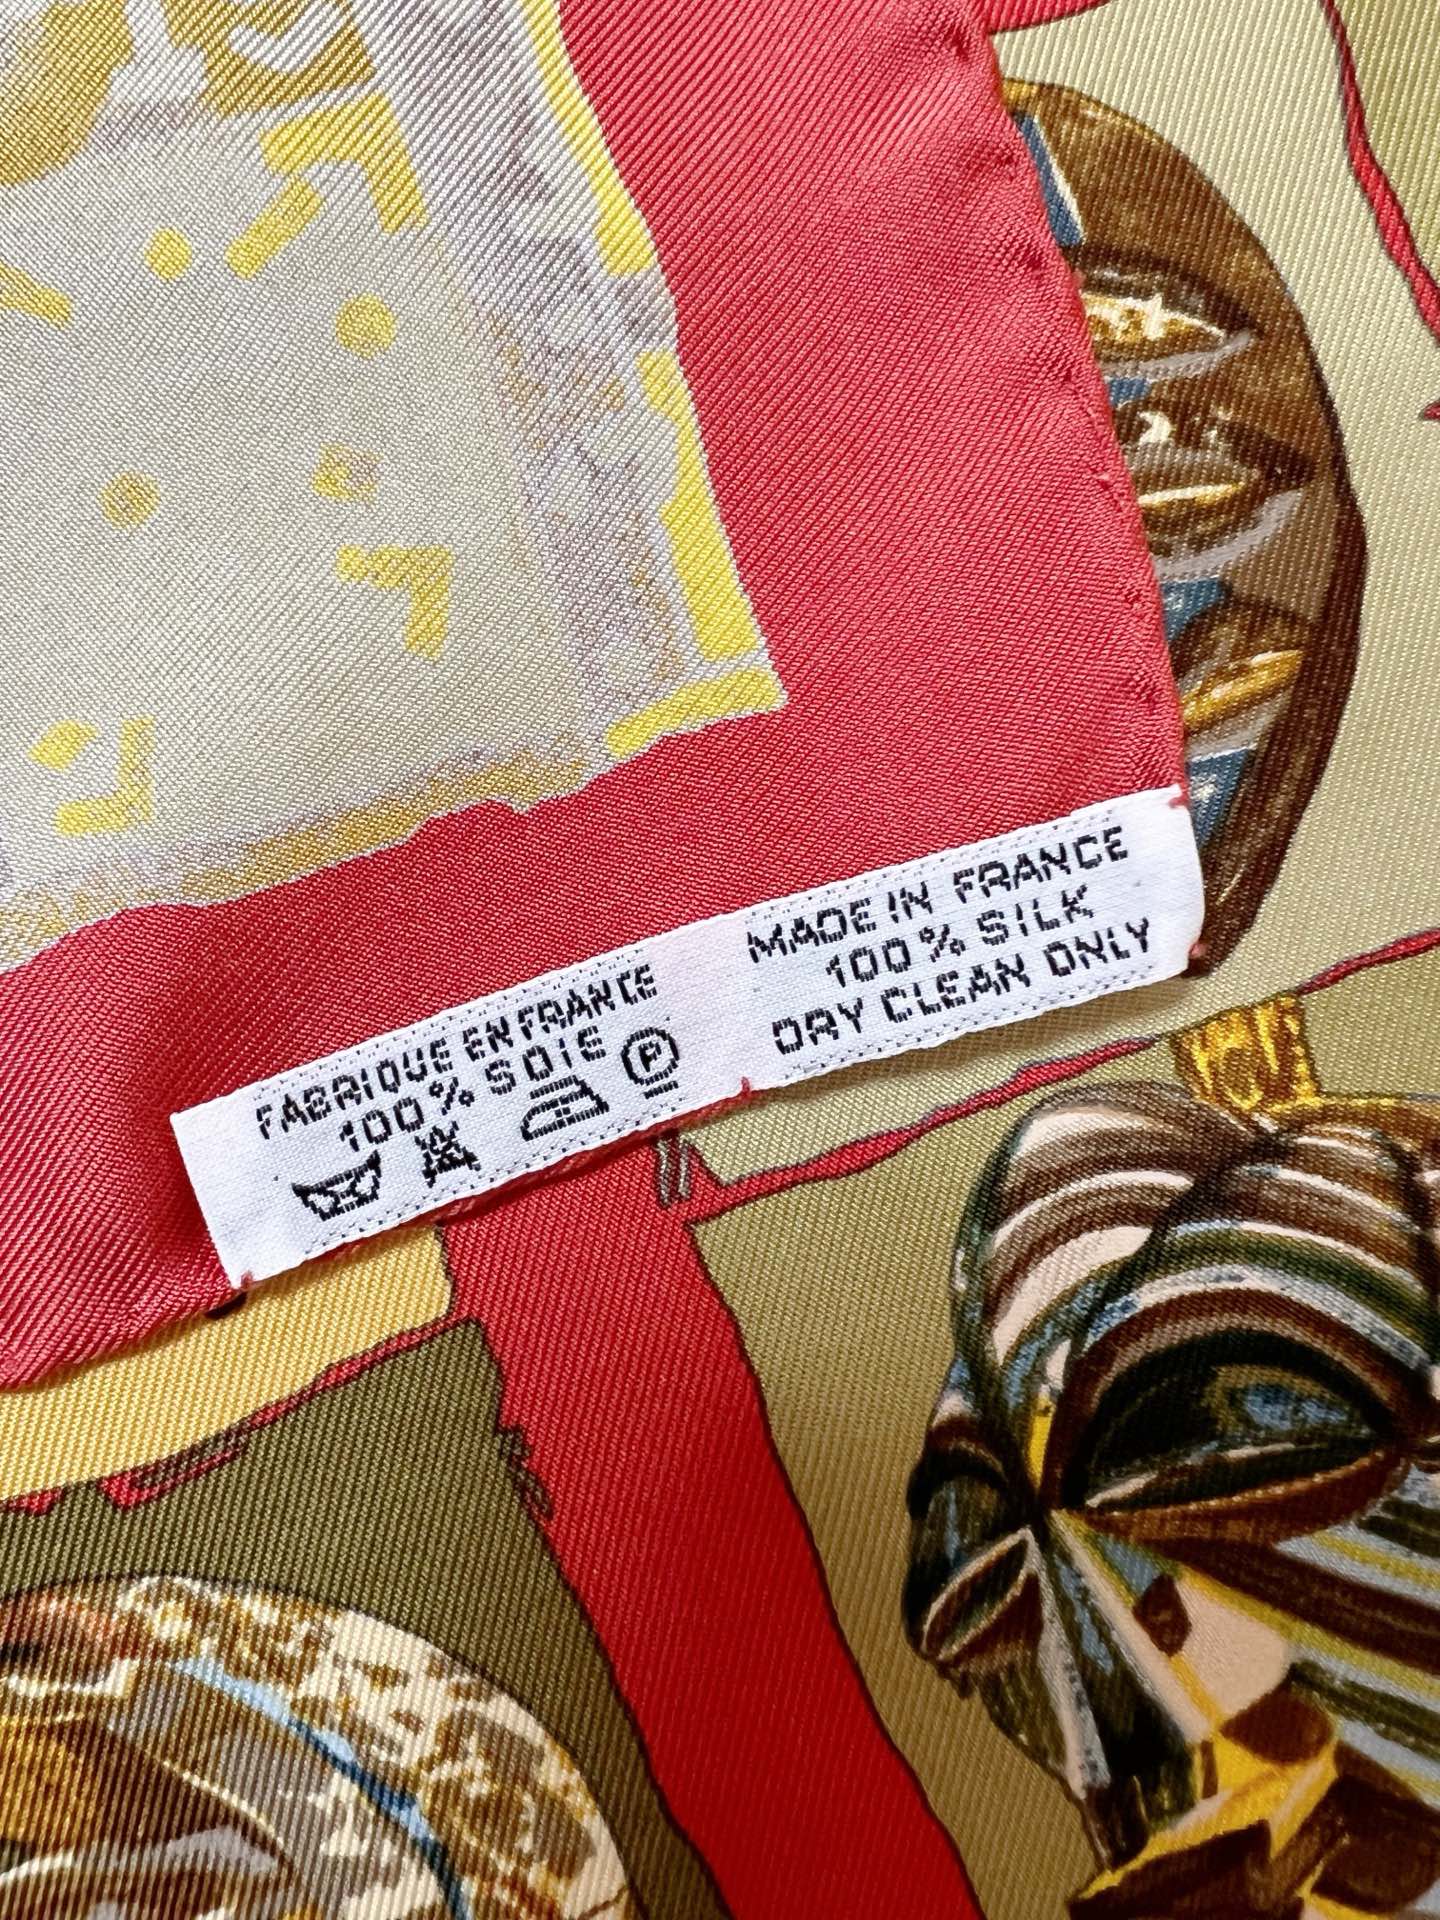 FABRIQUE EN FRANCE
100% SOIE
P
MADE IN FRANCE
100% SILK
DRY CLEAN ONLY